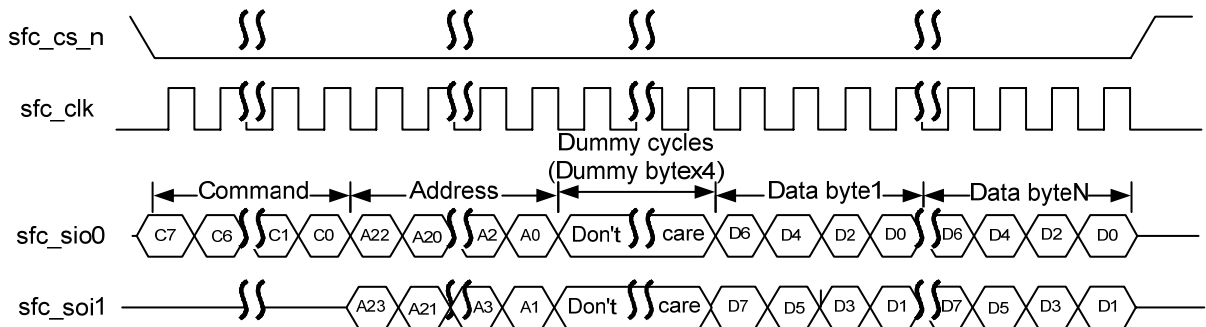 sfc_cs_n
sfc_clk
Dummy cycles
(Dummy bytex4)
Command Address Data byte1 Data byteN
sfc_sio0 C7 C6 C1 C0 A22 A20 A2 A0 Don't care D6 D4 D2 D0 D6 D4 D2 D0
sfc_soi1 A23 A21 A3 A1 Don't care D7 D5 D3 D1 D7 D5 D3 D1